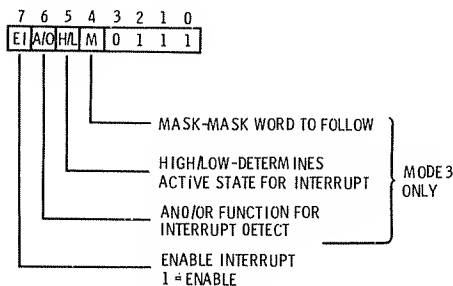 7 6 5 4 3 2 1 0
EI A/O H/L M 0 1 1 1
MASK-MASK WORD TO FOLLOW
HIGH/LOW-DETERMINES
ACTIVE STATE FOR INTERRUPT
MODE 3
ONLY
AND/OR FUNCTION FOR
INTERRUPT DETECT
ENABLE INTERRUPT
1 = ENABLE